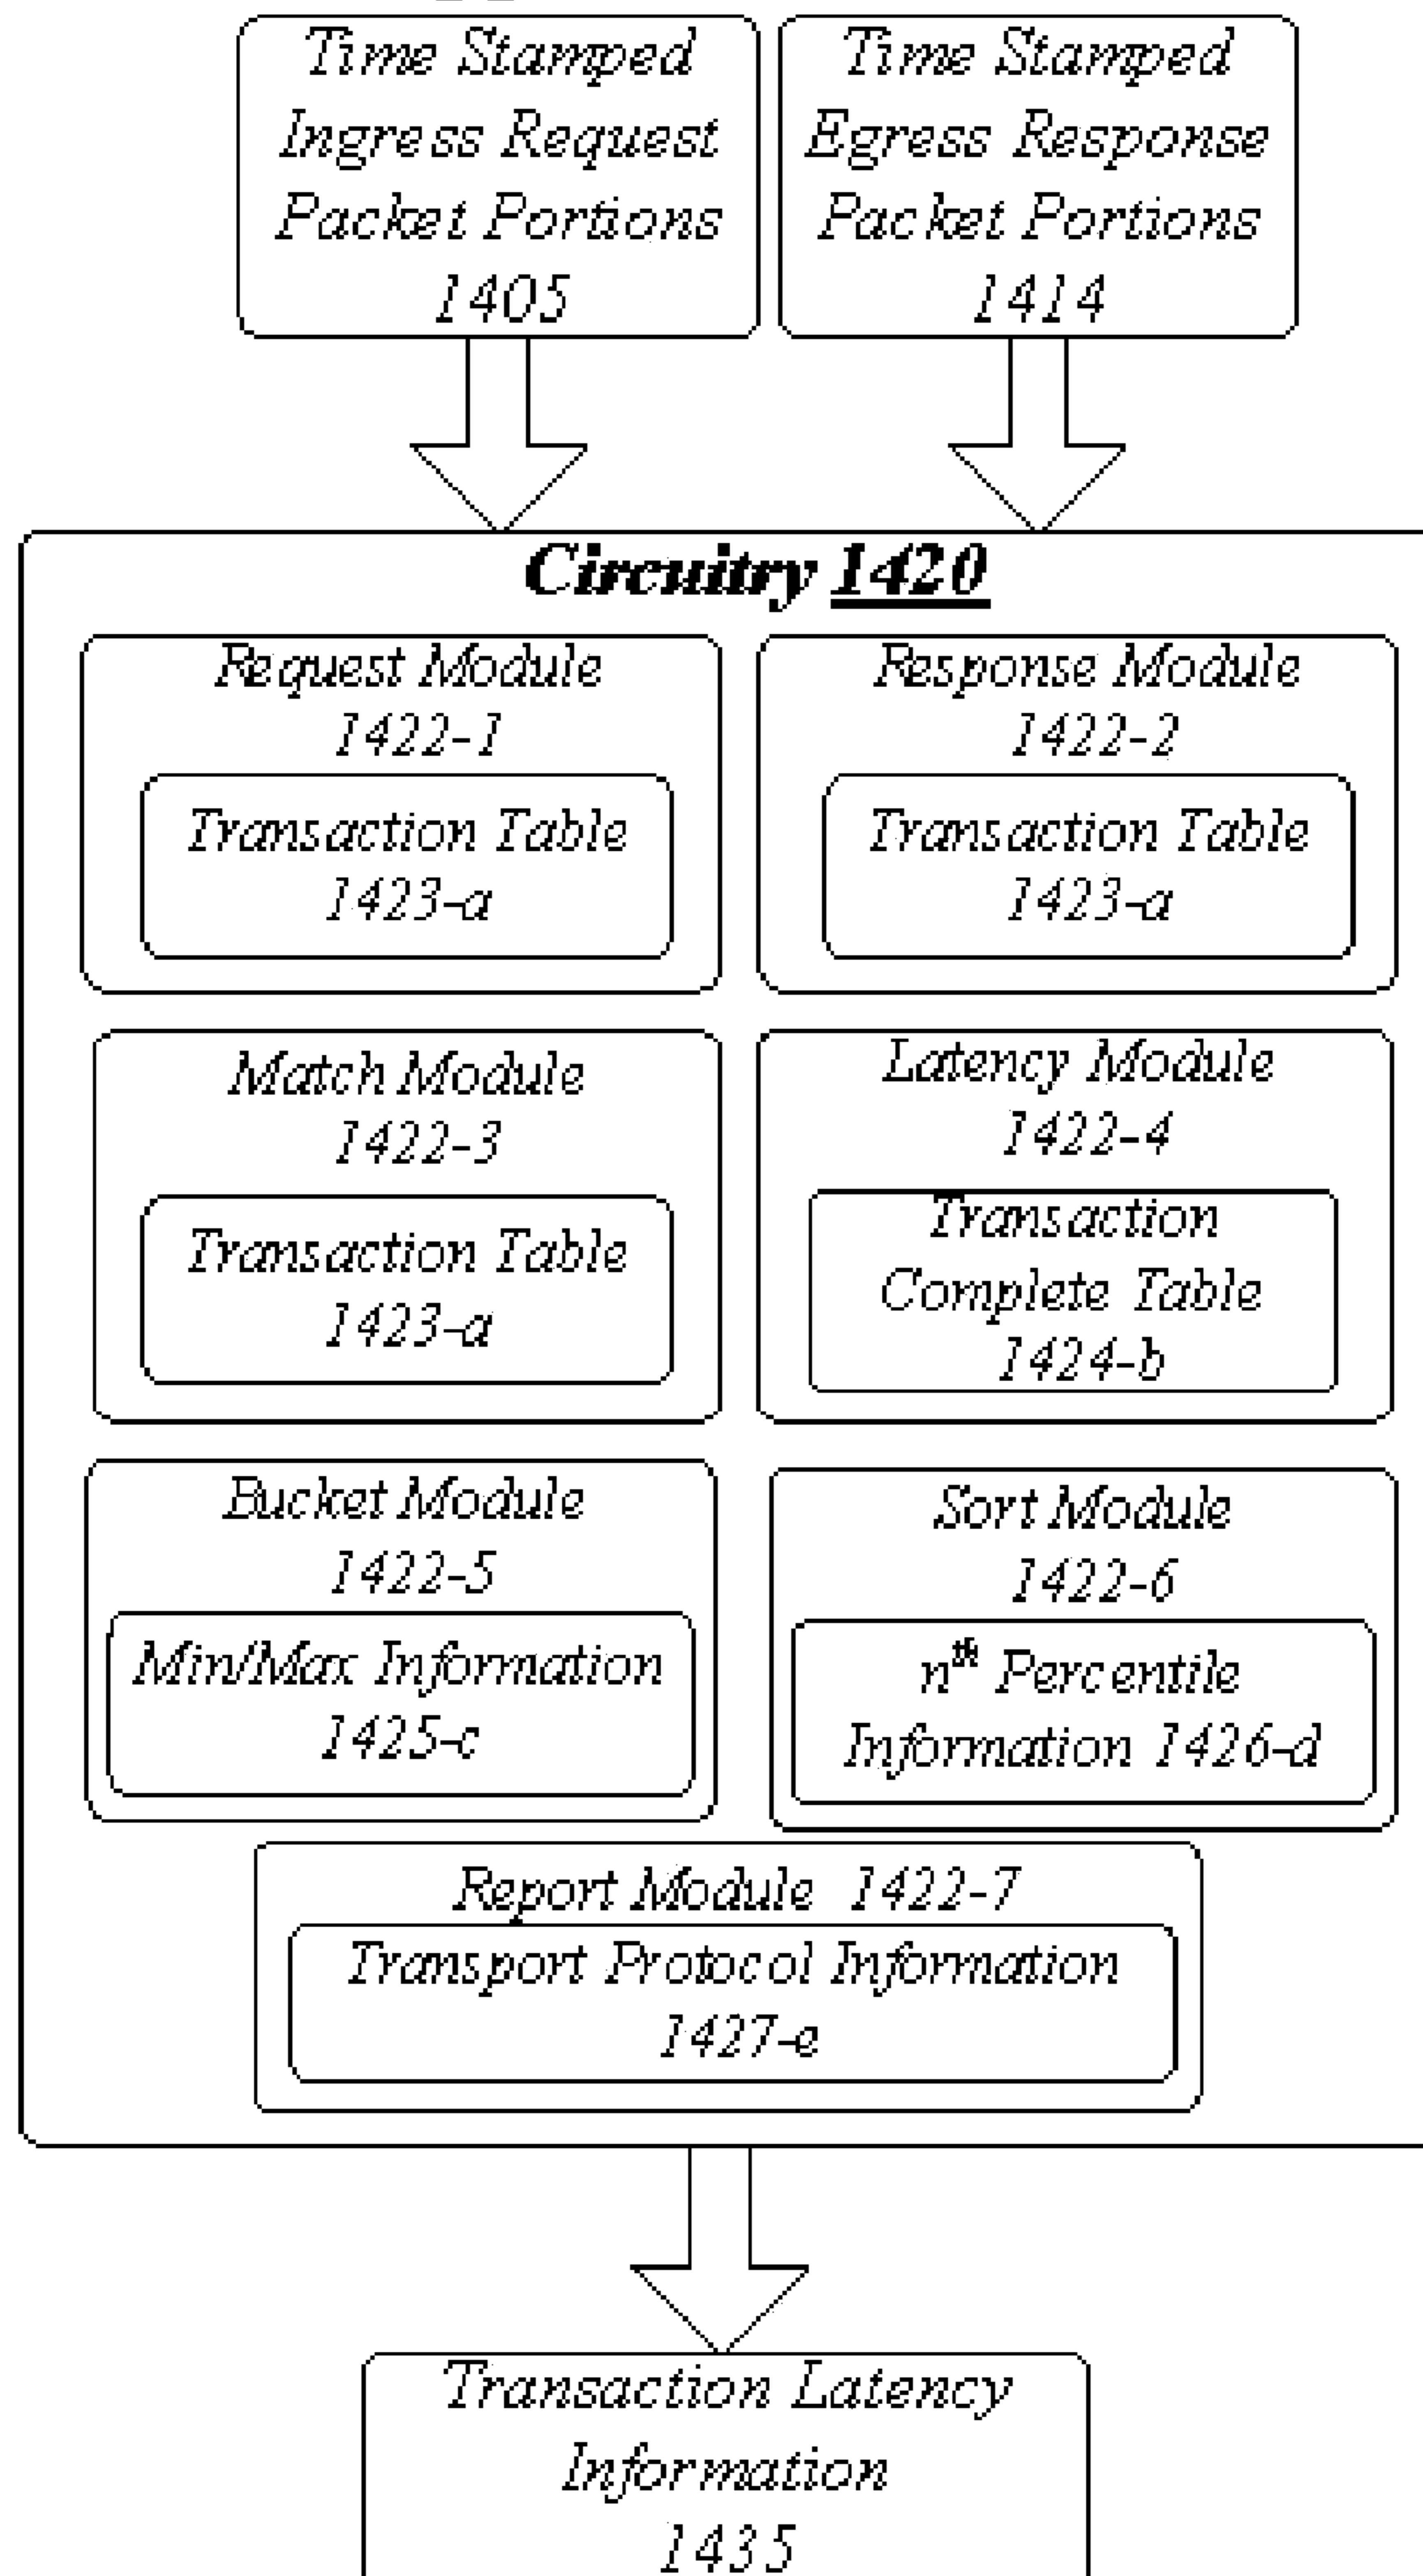 Time Stamped
Ingress Request
Packet Portions
1405
Time Stamped
Egress Response
Packet Portions
1414
Circuitry 1420
Request Module
1422-1
Transaction Table
1423-a
Response Module
1422-2
Transaction Table
1423-a
Match Module
1422-3
Transaction Table
1423-a
Latency Module
1422-4
Transaction
Complete Table
1424-b
Bucket Module
1422-5
Min/Max Information
1425-c
Sort Module
1422-6
nth Percentile
Information 1426-d
Report Module 1422-7
Transport Protocol Information
1427-e
Transaction Latency
Information
1435